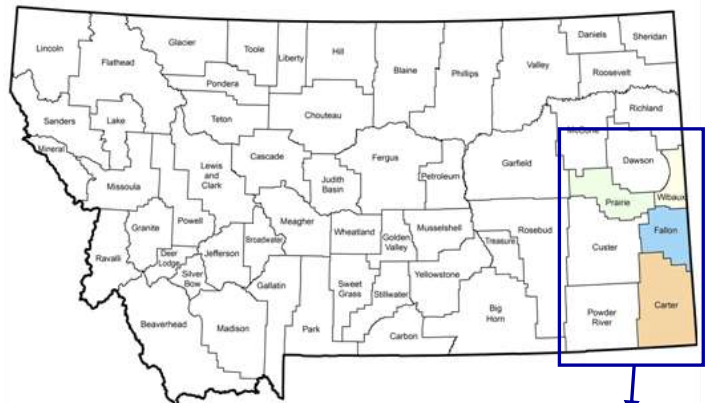 Lincoln
Flathead
Glacier
Toole
Liberty
Hill
Blaine
Phillips
Valley
Daniels
Sheridan
Roosevelt
Pondera
Sanders
Lake
Teton
Chouteau
Richland
McCone
Mineral
Missoula
Lewis
and
Clark
Cascade
Judith
Basin
Fergus
Petroleum
Garfield
Dawson
Prairie
Wibaux
Ravalli
Granite
Powell
Deer
Lodge
Silver
Bow
Jefferson
Broadwater
Meagher
Wheatland
Golden
Valley
Musselshell
Treasure
Rosebud
Custer
Fallon
Beaverhead
Madison
Gallatin
Park
Sweet
Grass
Stillwater
Yellowstone
Carbon
Big
Horn
Powder
River
Carter